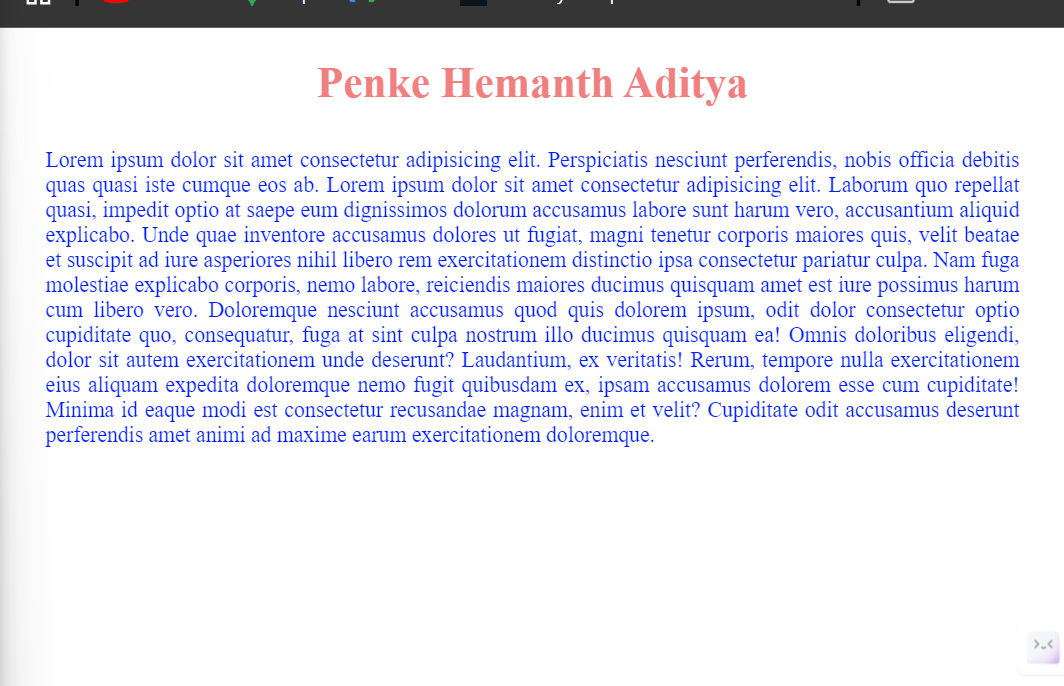 Penke Hemanth Aditya
Lorem ipsum dolor sit amet consectetur adipisicing elit. Perspiciatis nesciunt perferendis, nobis officia debitis
quas quasi iste cumque eos ab. Lorem ipsum dolor sit amet consectetur adipisicing elit. Laborum quo repellat
quasi, impedit optio at saepe eum dignissimos dolorum accusamus labore sunt harum vero, accusantium aliquid
explicabo. Unde quae inventore accusamus dolores ut fugiat, magni tenetur corporis maiores quis, velit beatae
et suscipit ad iure asperiores nihil libero rem exercitationem distinctio ipsa consectetur pariatur culpa. Nam fuga
molestiae explicabo corporis, nemo labore, reiciendis maiores ducimus quisquam amet est iure possimus harum
cum libero vero. Doloremque nesciunt accusamus quod quis dolorem ipsum, odit dolor consectetur optio
cupiditate quo, consequatur, fuga at sint culpa nostrum illo ducimus quisquam ea! Omnis doloribus eligendi,
dolor sit autem exercitationem unde deserunt? Laudantium, ex veritatis! Rerum, tempore nulla exercitationem
eius aliquam expedita doloremque nemo fugit quibusdam ex, ipsam accusamus dolorem esse cum cupiditate!
Minima id eaque modi est consectetur recusandae magnam, enim et velit? Cupiditate odit accusamus deserunt
perferendis amet animi ad maxime earum exercitationem doloremque.